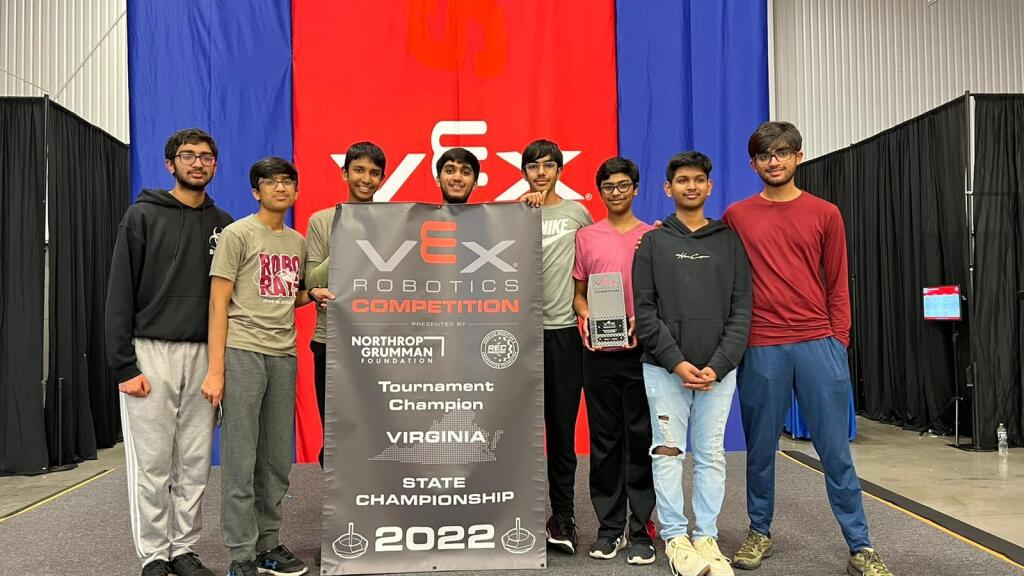 VEX
VEX
ROBOTICS
COMPETITION
PRESENTED BY
NORTHROP
GRUMMAN
FOUNDATION
REC
Tournament
Champion
VIRGINIA
STATE
CHAMPIONSHIP
2022
ROBO
RAYS
NIKE
VEX